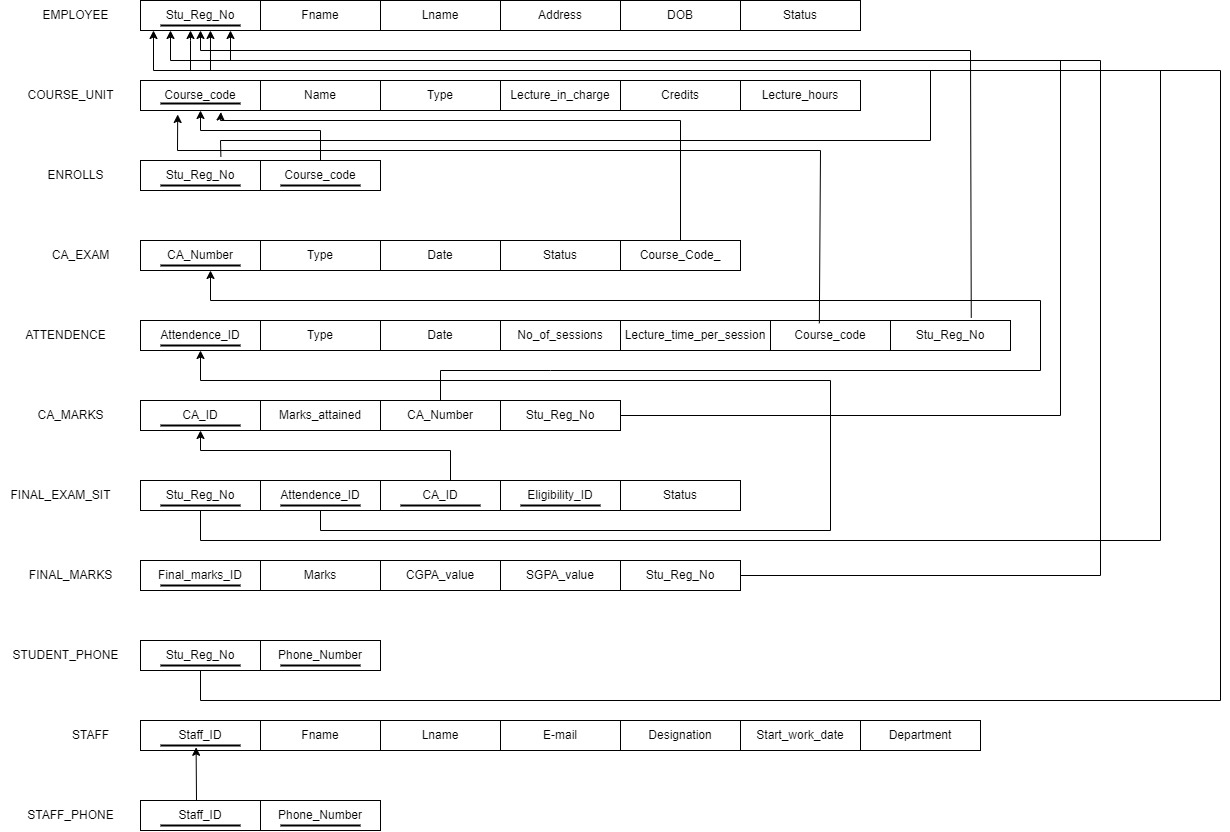 EMPLOYEE Stu_Reg_No Fname Lname Address DOB Status
COURSE_UNIT Course_code Name Type Lecture_in_charge Credits Lecture_hours
ENROLLS Stu_Reg_No Course_code
CA_EXAM CA_Number Type Date Status Course_Code_
ATTENDENCE Attendence_ID Type Date No_of_sessions Lecture_time_per_session Course_code Stu_Reg_No
CA_MARKS CA_ID Marks_attained CA_Number Stu_Reg_No
FINAL_EXAM_SIT Stu_Reg_No Attendence_ID CA_ID Eligibility_ID Status
FINAL_MARKS Final_marks_ID Marks CGPA_value SGPA_value Stu_Reg_No
STUDENT_PHONE Stu_Reg_No Phone_Number
STAFF Staff_ID Fname Lname E-mail Designation Start_work_date Department
STAFF_PHONE Staff_ID Phone_Number